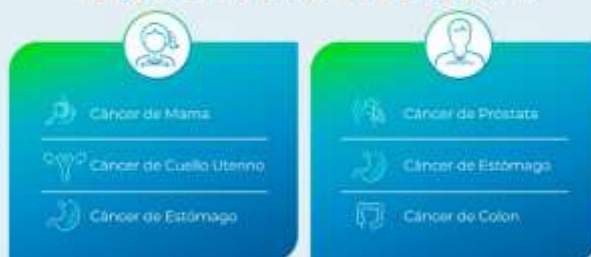 Cáncer de Mama
Cáncer de Cuello Uterino
Cáncer de Estómago
Cáncer de Próstata
Cáncer de Estómago
Cáncer de Colon